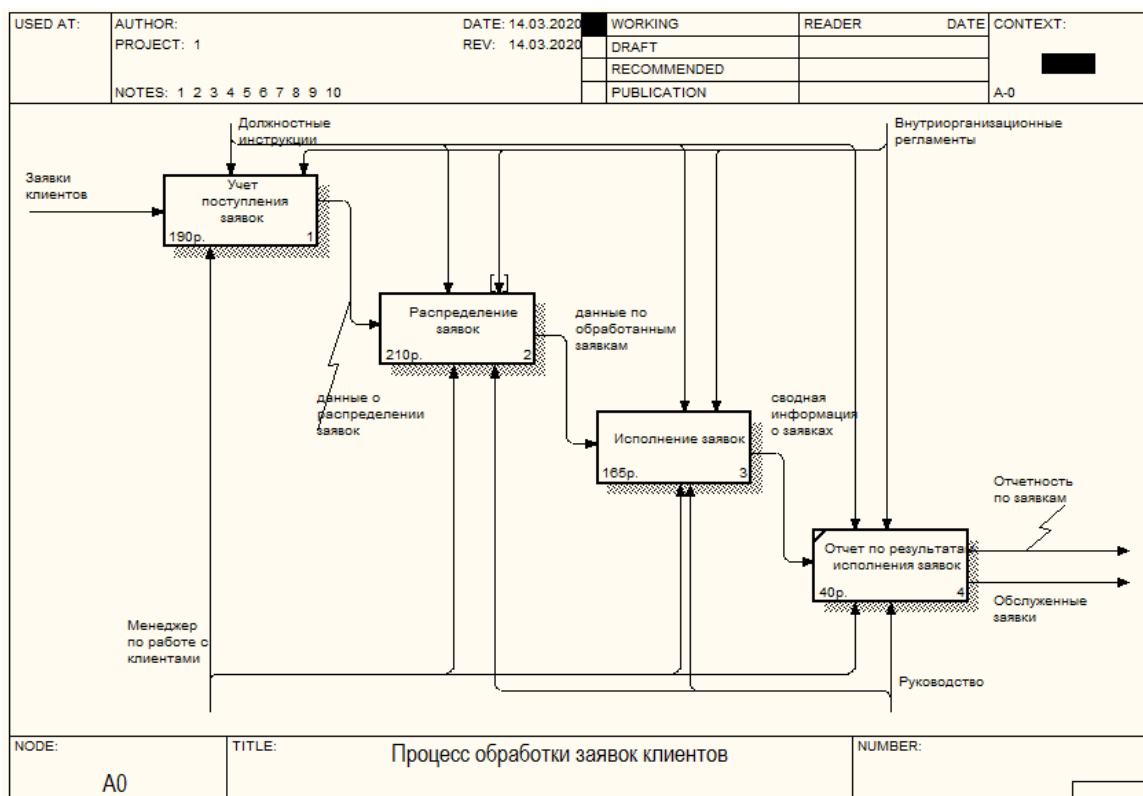 USED AT:
AUTHOR:
DATE: 14.03.2020
PROJECT: 1
REV: 14.03.2020
NOTES: 1 2 3 4 5 6 7 8 9 10
WORKING
DRAFT
RECOMMENDED
PUBLICATION
READER
DATE
CONTEXT:
A-0
Должностные
инструкции
Внутриорганизационные
регламенты
Заявки
клиентов
Учет
поступления
заявок
190р.
1
Распределение
заявок
210р.
2
данные по
обработанным
заявкам
данные о
распределении
заявок
Исполнение заявок
165р.
3
сводная
информация
о заявках
Отчетность
по заявкам
Отчет по результата
исполнения заявок
40р.
4
Обслуженные
заявки
Менеджер
по работе с
клиентами
Руководство
NODE:
A0
TITLE:
Процесс обработки заявок клиентов
NUMBER: